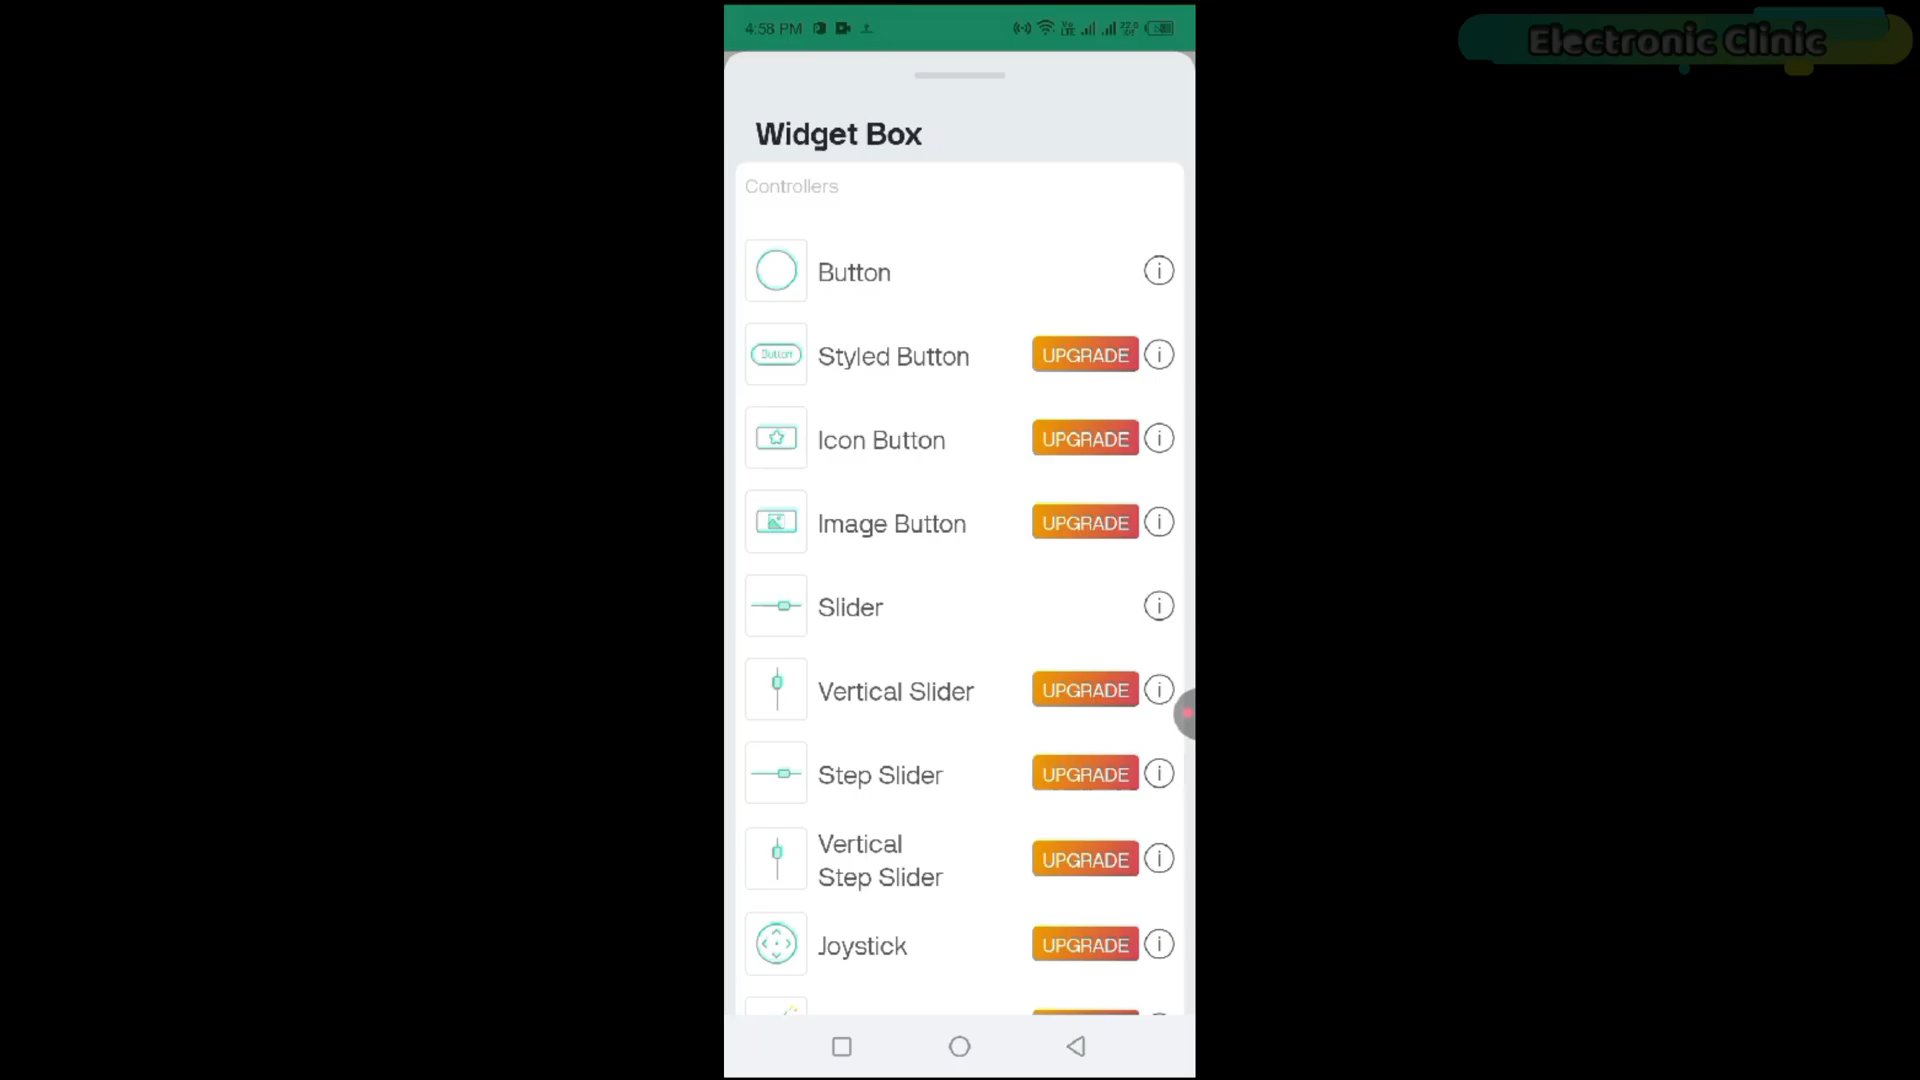 4:58 PM
Electronic Clinic
Widget Box
Controllers
Button
Button
Styled Button
UPGRADE
Icon Button
UPGRADE
Image Button
UPGRADE
Slider
Vertical Slider
UPGRADE
Step Slider
UPGRADE
Vertical
Step Slider
UPGRADE
Joystick
UPGRADE